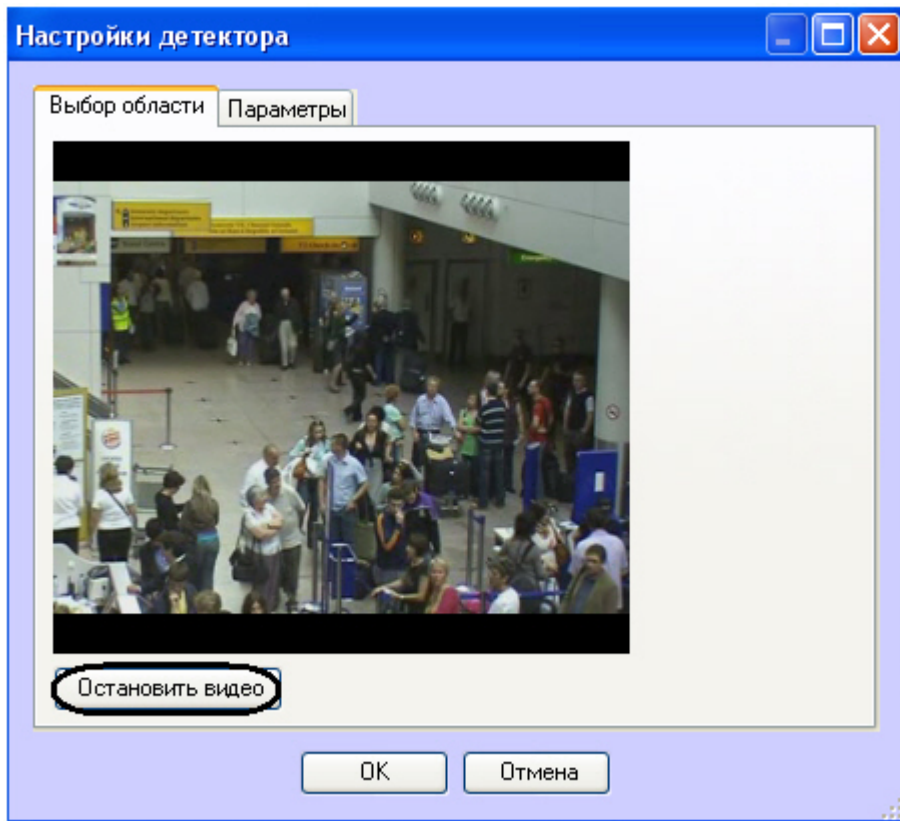 Настройки детектора
Выбор области
Параметры
Остановить видео
OK
Отмена